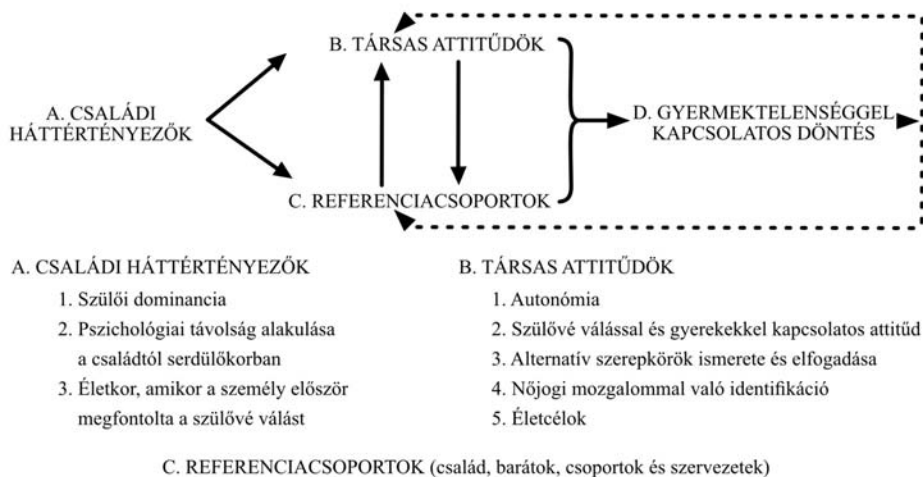 B. TÁRSAS ATTITŰDÖK
A. CSALÁDI
HÁTTÉRTÉNYEZŐK
D. GYERMEKTELENSÉGGEL
KAPCSOLATOS DÖNTÉS
C. REFERENCIACSOPORTOK
A. CSALÁDI HÁTTÉRTÉNYEZŐK
1. Szülői dominancia
2. Pszichológiai távolság alakulása
a családtól serdülőkorban
3. Életkor, amikor a személy először
megfontolta a szülővé válást
B. TÁRSAS ATTITŰDÖK
1. Autonómia
2. Szülővé válással és gyerekekkel kapcsolatos attitűd
3. Alternatív szerepkörök ismerete és elfogadása
4. Nőjogi mozgalommal való identifikáció
5. Életcélok
C. REFERENCIACSOPORTOK (család, barátok, csoportok és szervezetek)